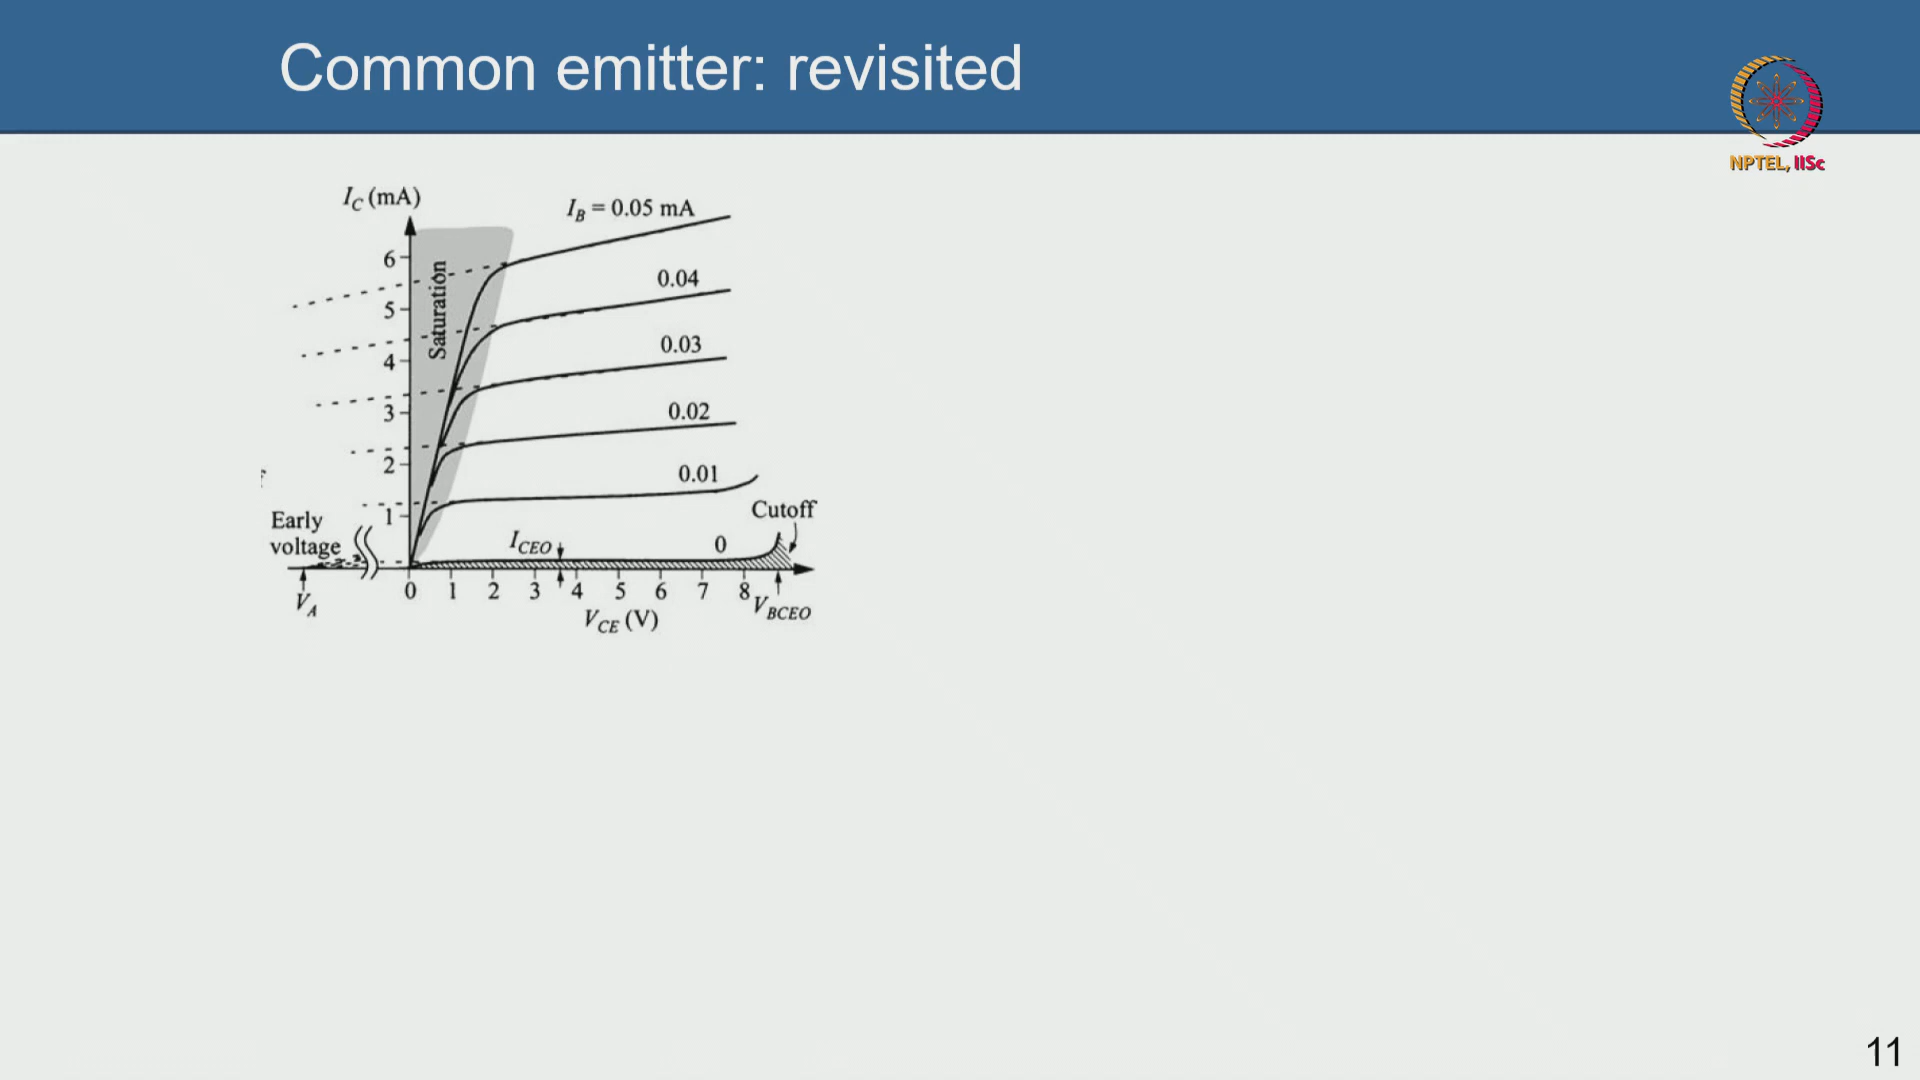 Common emitter: revisited
NPTEL, IISc
I_C (mA)
I_B = 0.05 mA
6
0.04
5
Saturation
0.03
4
0.02
3
2
0.01
1
Cutoff
Early
voltage
I_CEO
0
0 1 2 3 4 5 6 7 8
V_A
V_BCEO
V_CE (V)
11